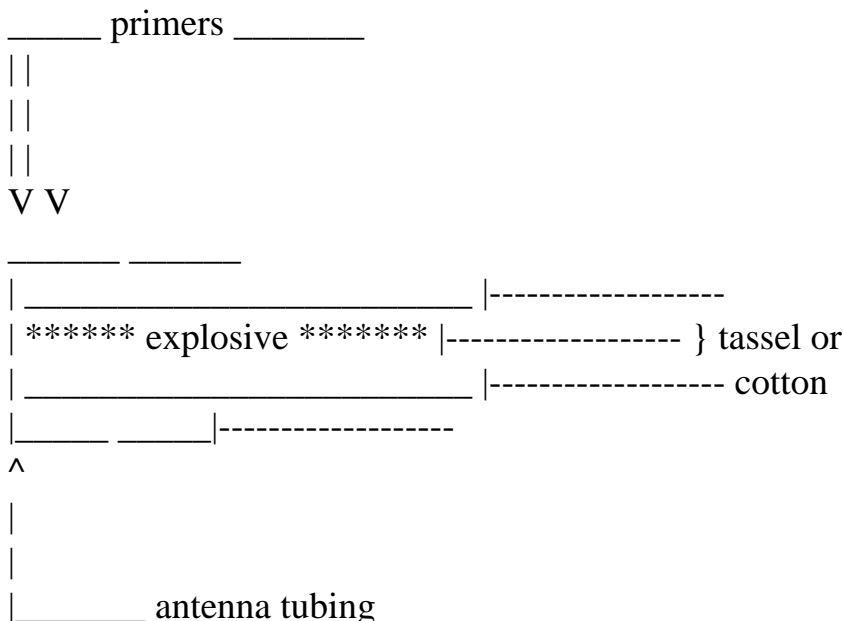 primers
V V
explosive } tassel or
cotton
^
antenna tubing